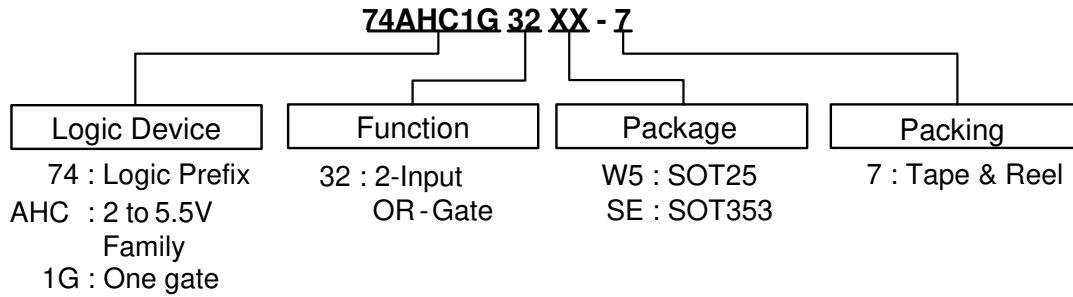 74AHC1G 32 XX - 7
Logic Device
74 : Logic Prefix
AHC : 2 to 5.5V
Family
1G : One gate
Function
32 : 2-Input
OR-Gate
Package
W5 : SOT25
SE : SOT353
Packing
7 : Tape & Reel